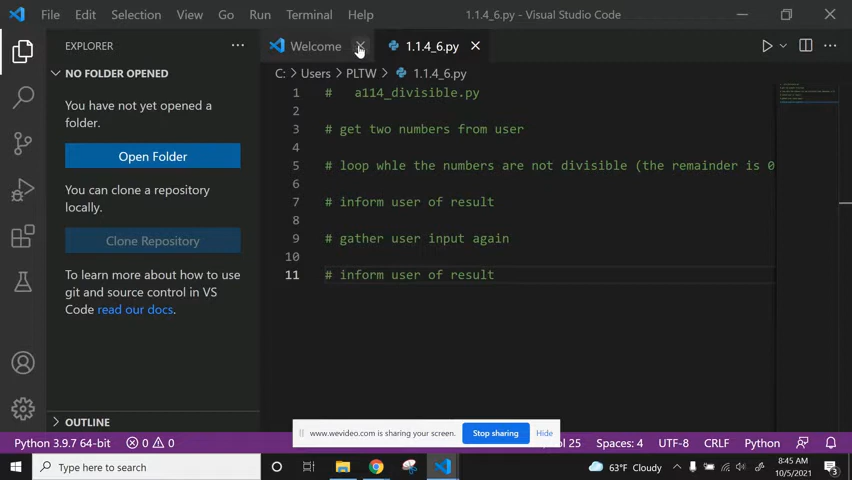 File Edit Selection View Go Run Terminal Help 1.1.4_6.py - Visual Studio Code
EXPLORER
NO FOLDER OPENED
You have not yet opened a
folder.
Open Folder
You can clone a repository
locally.
Clone Repository
To learn more about how to use
git and source control in VS
Code read our docs.
OUTLINE
Welcome 1.1.4_6.py
C: > Users > PLTW > 1.1.4_6.py
1 #   a114_divisible.py
2
3 # get two numbers from user
4
5 # loop whle the numbers are not divisible (the remainder is 0
6
7 # inform user of result
8
9 # gather user input again
10
11 # inform user of result
www.wevideo.com is sharing your screen. Stop sharing Hide
Python 3.9.7 64-bit 0 0 ol 25 Spaces: 4 UTF-8 CRLF Python
Type here to search 63°F Cloudy 8:45 AM
10/5/2021 3